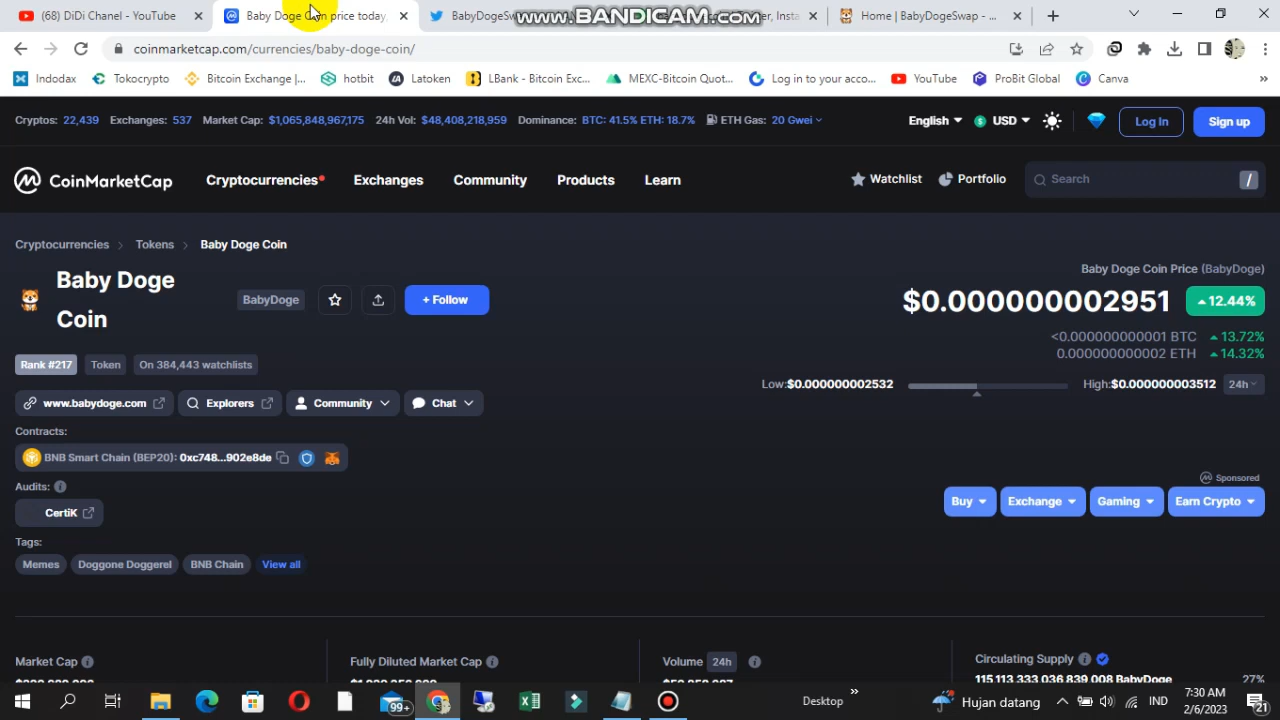 (68) DiDi Chanel - YouTube
Baby Doge Coin price today,
BabyDogeSw
www.BANDICAM.com
er, Insta
Home | BabyDogeSwap - ...
coinmarketcap.com/currencies/baby-doge-coin/
Indodax
Tokocrypto
Bitcoin Exchange |...
hotbit
Latoken
LBank - Bitcoin Exc...
MEXC-Bitcoin Quot...
Log in to your acco...
YouTube
ProBit Global
Canva
Cryptos: 22,439 Exchanges: 537 Market Cap: $1,065,848,967,175 24h Vol: $48,408,218,959 Dominance: BTC: 41.5% ETH: 18.7% ETH Gas: 20 Gwei
English
USD
Log In
Sign up
CoinMarketCap
Cryptocurrencies
Exchanges
Community
Products
Learn
Watchlist
Portfolio
Search
/
Cryptocurrencies > Tokens > Baby Doge Coin
Baby Doge
Coin
BabyDoge
+ Follow
Baby Doge Coin Price (BabyDoge)
$0.000000002951
12.44%
<0.000000000001 BTC 13.72%
0.000000000002 ETH 14.32%
Rank #217
Token
On 384,443 watchlists
Low:$0.000000002532
High:$0.000000003512
24h
www.babydoge.com
Explorers
Community
Chat
Contracts:
BNB Smart Chain (BEP20): 0xc748...902e8de
Audits:
CertiK
Sponsored
Buy
Exchange
Gaming
Earn Crypto
Tags:
Memes
Doggone Doggerel
BNB Chain
View all
Market Cap
Fully Diluted Market Cap
Volume 24h
Circulating Supply
115,113,333,036,839,008 BabyDoge
27%
99+
Desktop
Hujan datang
IND
7:30 AM
2/6/2023
21